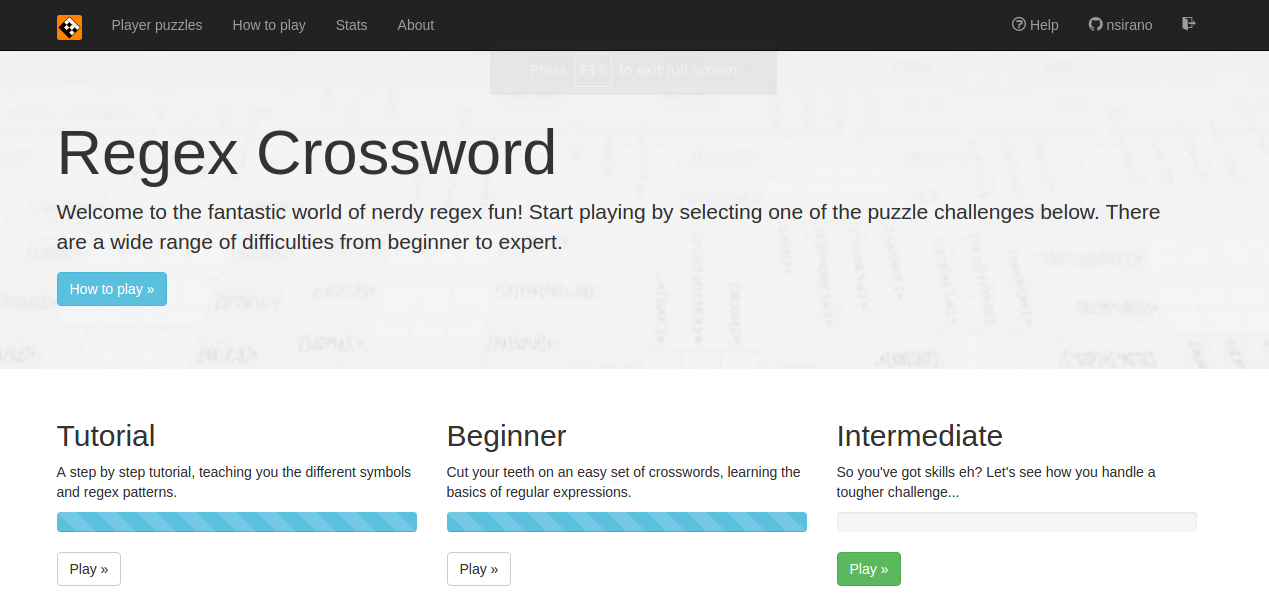 Player puzzles How to play Stats About Help nsirano
Press F11 to exit full screen
Regex Crossword
Welcome to the fantastic world of nerdy regex fun! Start playing by selecting one of the puzzle challenges below. There
are a wide range of difficulties from beginner to expert.
How to play »
Tutorial
A step by step tutorial, teaching you the different symbols
and regex patterns.
Play »
Beginner
Cut your teeth on an easy set of crosswords, learning the
basics of regular expressions.
Play »
Intermediate
So you've got skills eh? Let's see how you handle a
tougher challenge...
Play »